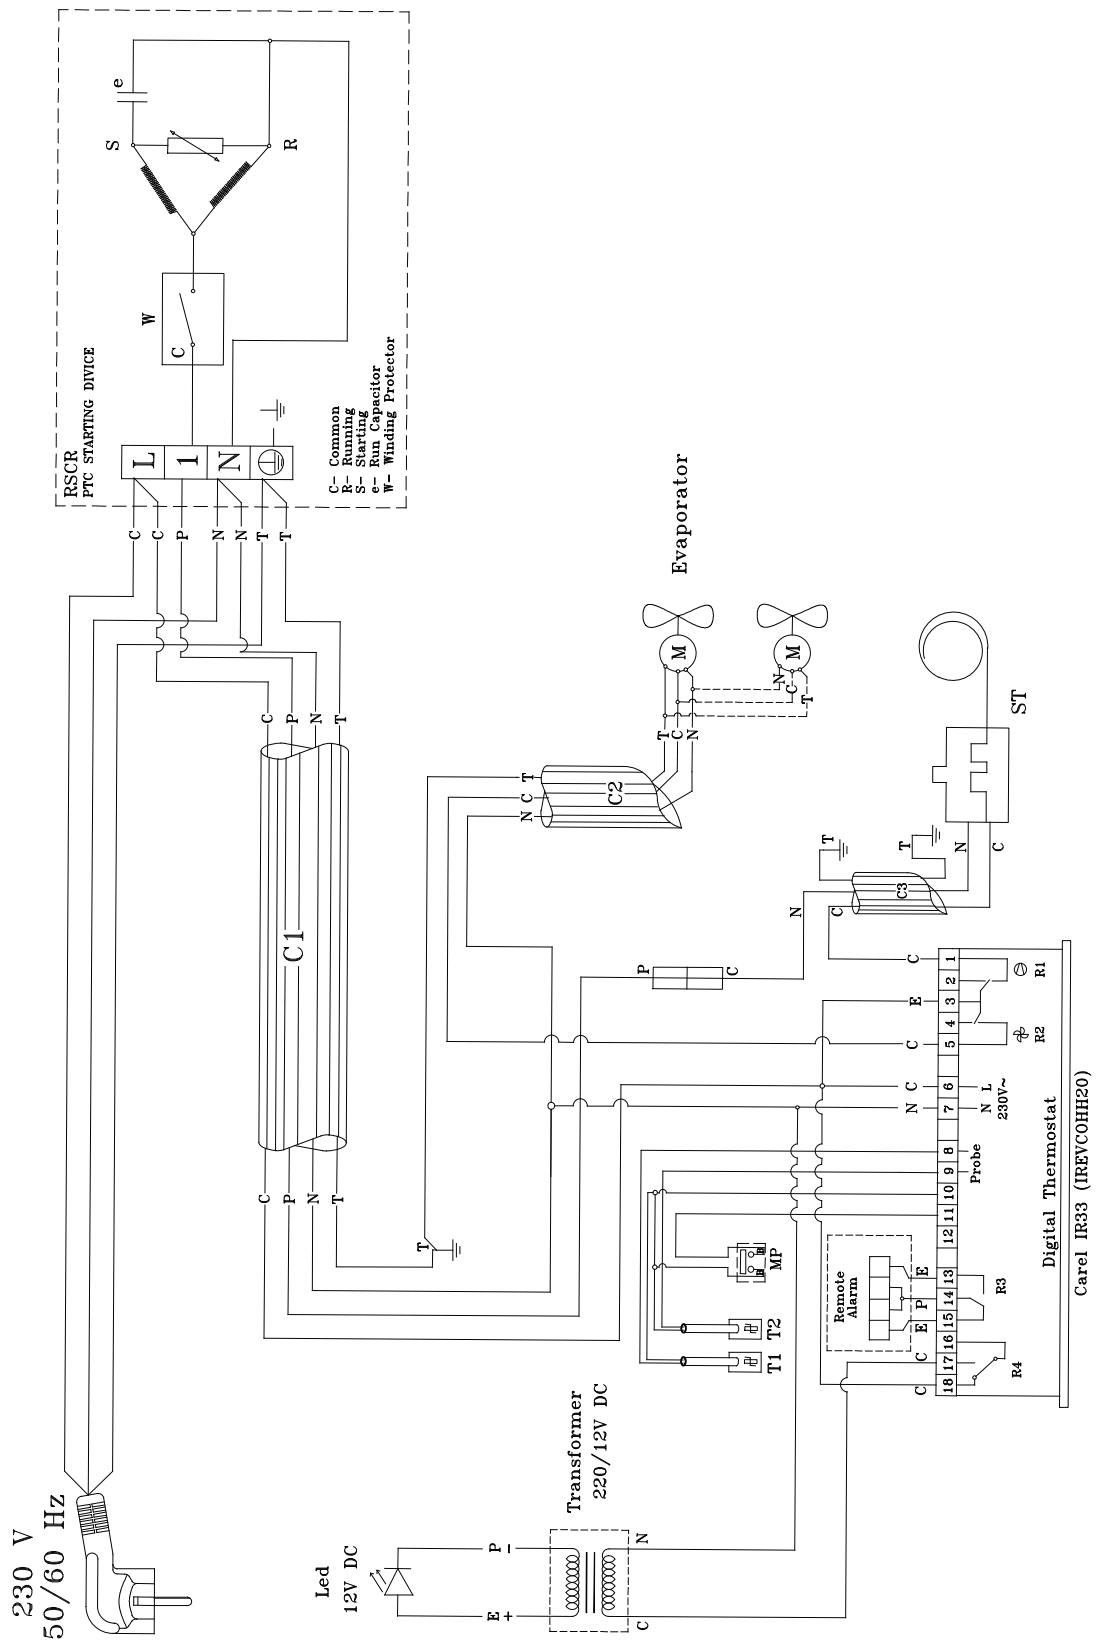 230 V
50/60 Hz
RSCR
PTC STARTING DIVICE
L
1
N
W
C
S
R
e
C- Common
R- Running
S- Starting
e- Run Capacitor
W- Winding Protector
C
C
P
N
N
T
T
C
P
N
T
C1
C
P
N
T
T
T
C
N
C2
T
C
N
M
M
N
C
T
Evaporator
ST
T
T
N
C
C3
N
C
P
C
C
E
C
C
N
1
2
3
4
5
6
7
8
9
10
11
12
13
14
15
16
17
18
R1
R2
L
N
230V~
Probe
R3
R4
Digital Thermostat
Carel IR33 (IREVC0HH20)
Remote
Alarm
E
P
E
C
C
MP
T2
T1
Transformer
220/12V DC
N
C
P -
E +
Led
12V DC